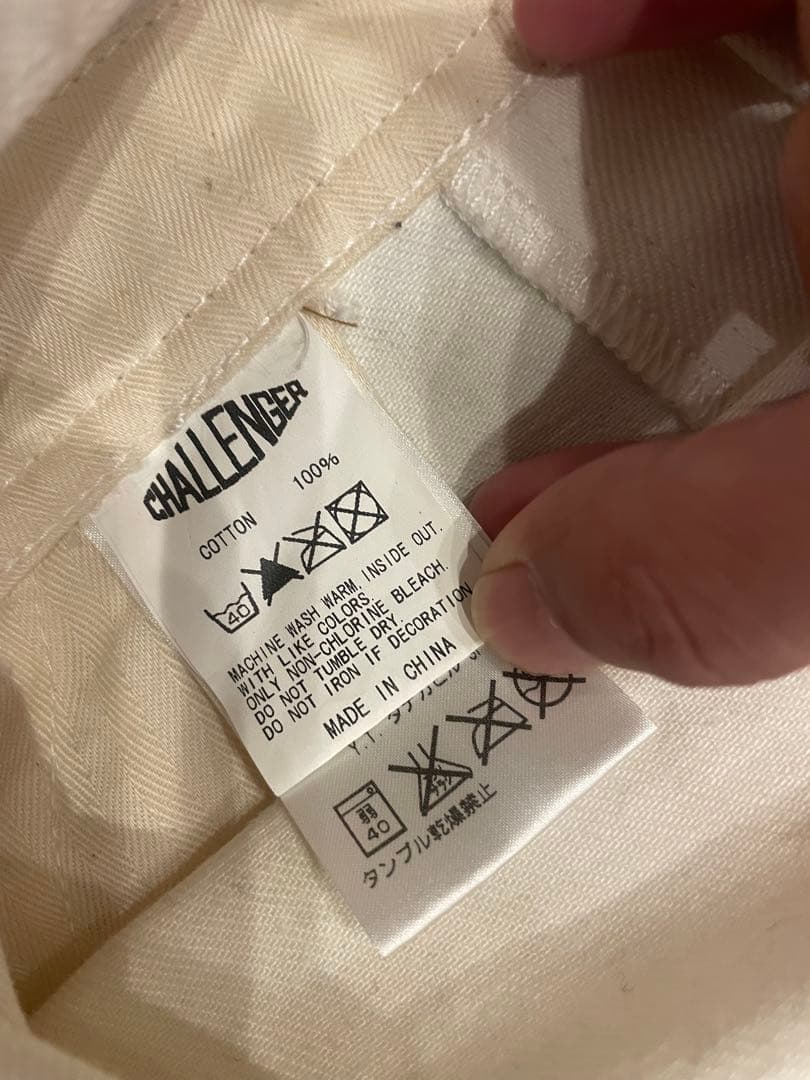 CHALLENGER
COTTON 100%
40
MACHINE WASH WARM, INSIDE OUT.
WITH LIKE COLORS.
ONLY NON-CHLORINE BLEACH.
DO NOT TUMBLE DRY.
DO NOT IRON IF DECORATION
MADE IN CHINA
Y.T.
弱
40
タンブル乾燥禁止